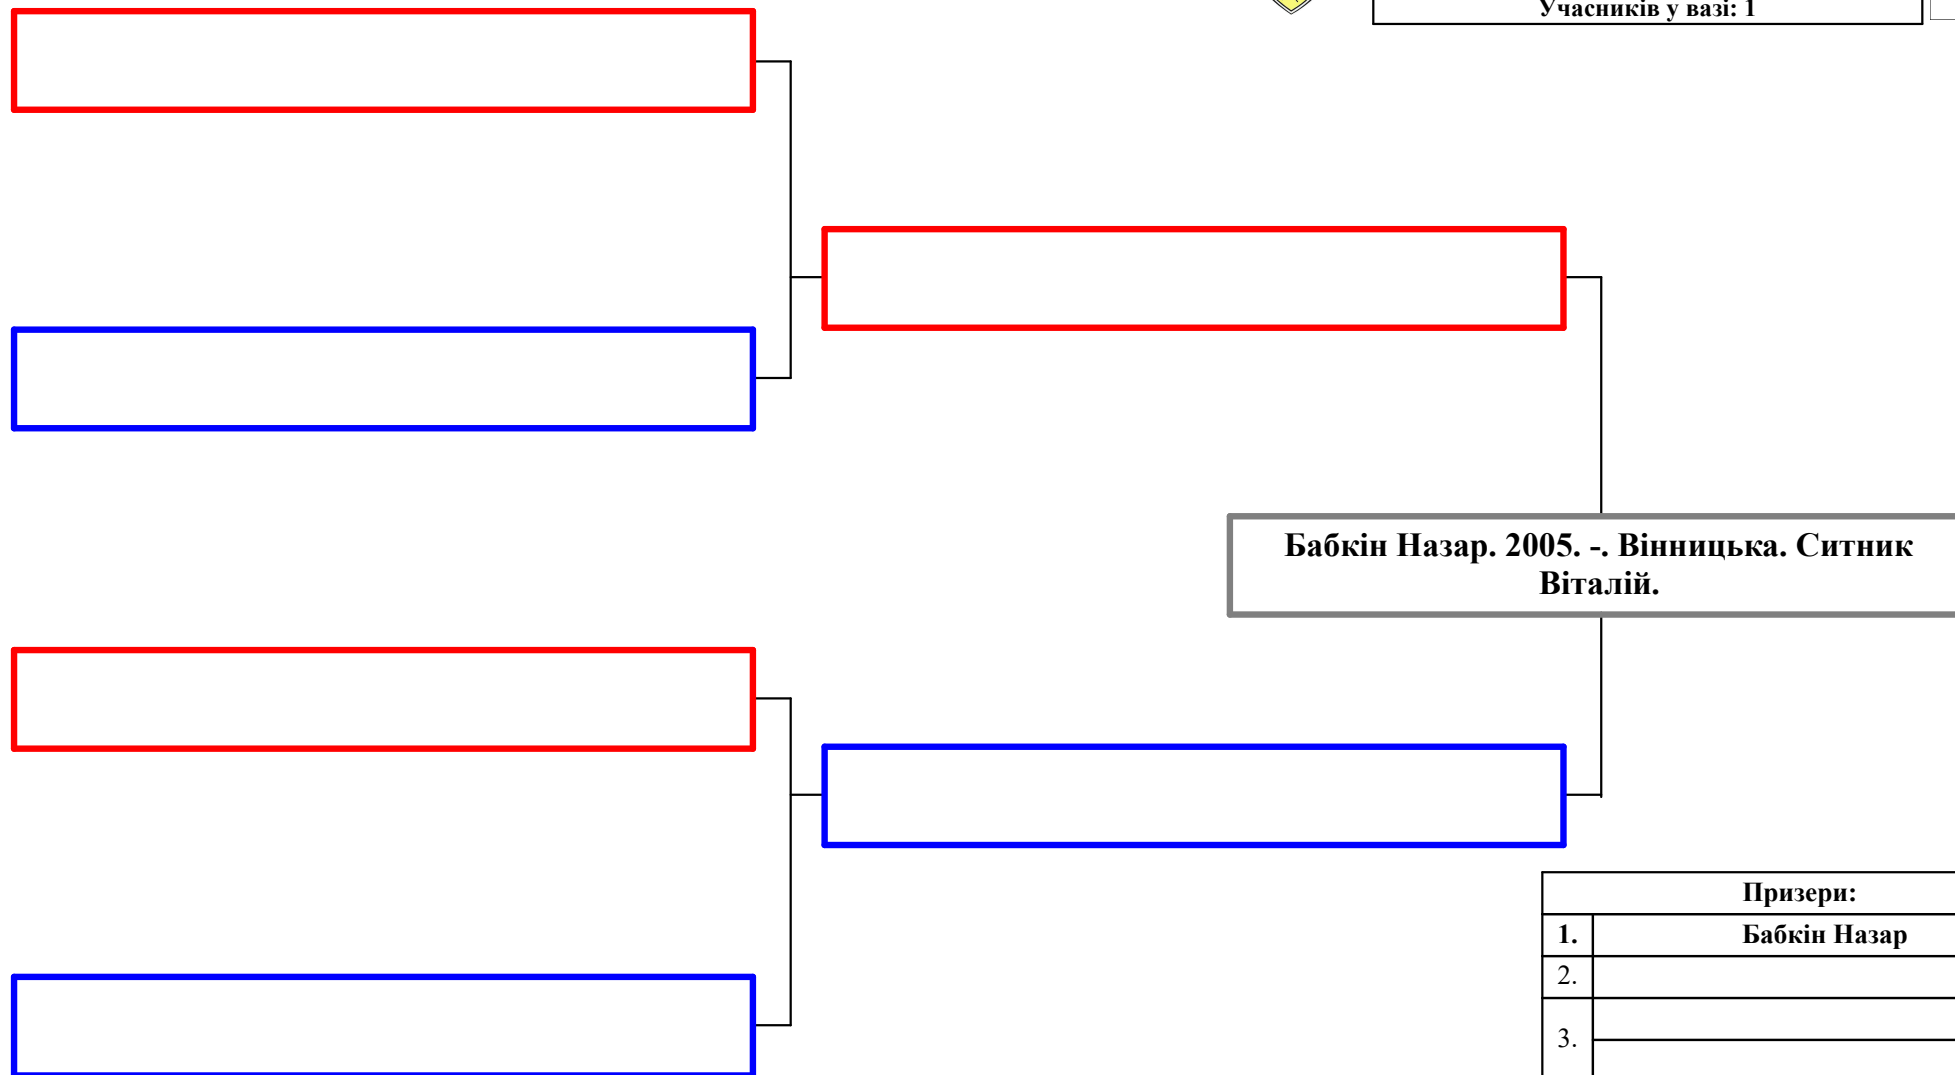 Учасників у вазі: 1
Бабкін Назар. 2005. -. Вінницька. Ситник
Віталій.
Призери:
1. Бабкін Назар
2.
3.